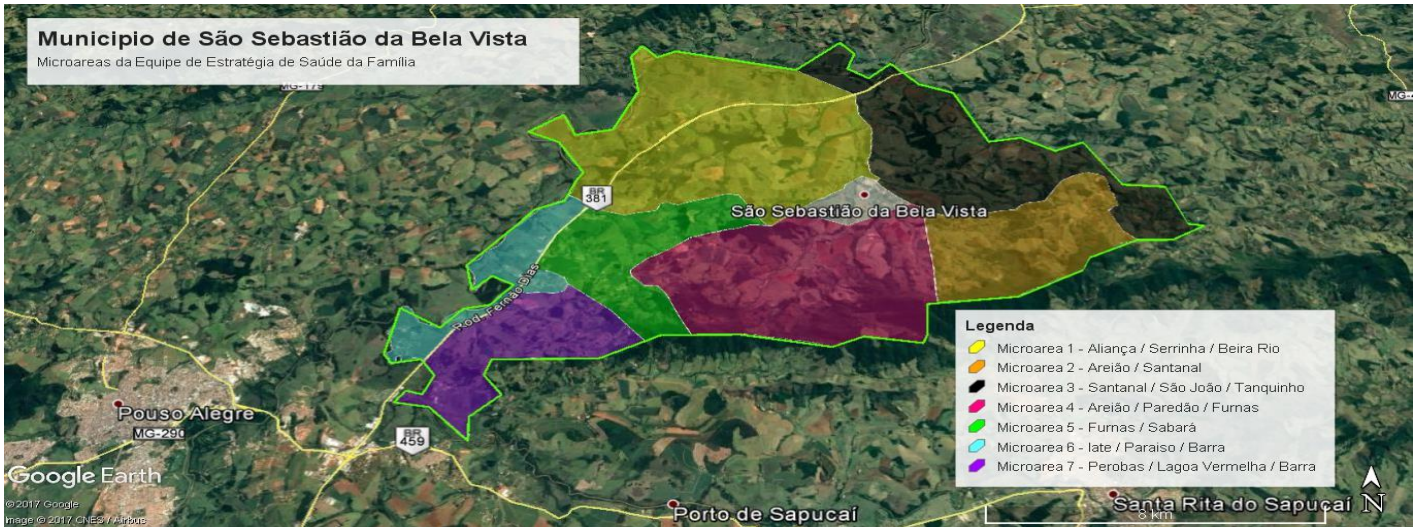 Municipio de São Sebastião da Bela Vista
Microareas da Equipe de Estratégia de Saúde da Família
MG-179
MG-4
BR
381
São Sebastião da Bela Vista
Rod. Fernão Dias
Legenda
Microarea 1 - Aliança / Serrinha / Beira Rio
Microarea 2 - Areião / Santanal
Microarea 3 - Santanal / São João / Tanquinho
Microarea 4 - Areião / Paredão / Furnas
Microarea 5 - Furnas / Sabará
Microarea 6 - Iate / Paraiso / Barra
Microarea 7 - Perobas / Lagoa Vermelha / Barra
Pouso Alegre
MG-290
BR
459
Google Earth
©2017 Google
Image © 2017 CNES / Airbus
Porto de Sapucaí
Santa Rita do Sapucaí
8 km
N